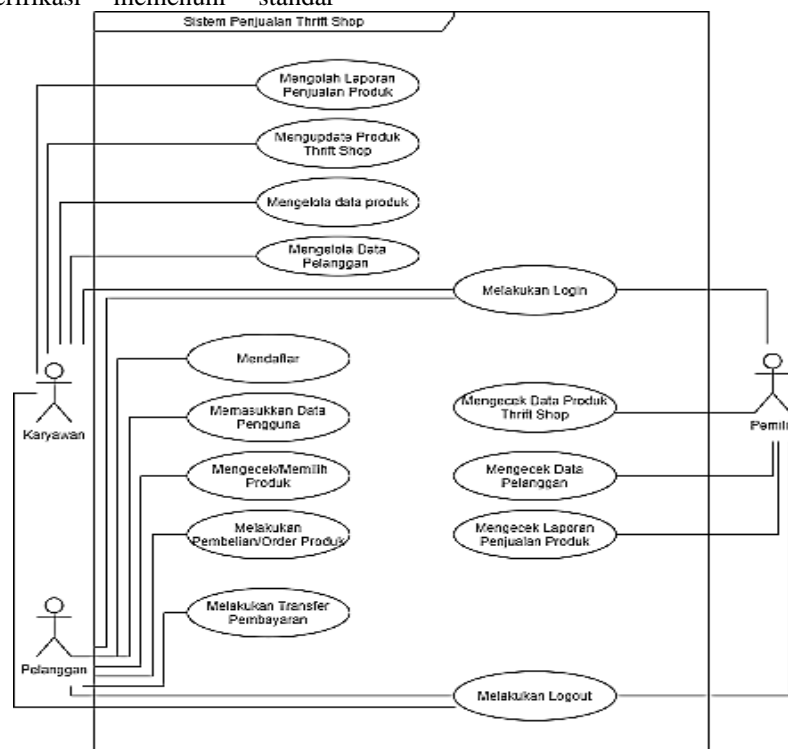 memenuhi standar
Sistem Penjualan Thrift Shop
Mengolah Laporan
Penjualan Produk
Mengupdate Produk
Thrift Shop
Mengelola data produk
Mengelola Data
Pelanggan
Melakukan Login
Mendaftar
Karyawan
Memasukkan Data
Pengguna
Mengecek Data Produk
Thrift Shop
Mengecek/Memilih
Produk
Mengecek Data
Pelanggan
Melakukan
Pembelian/Order Produk
Mengecek Laporan
Penjualan Produk
Melakukan Transfer
Pembayaran
Pelanggan
Melakukan Logout